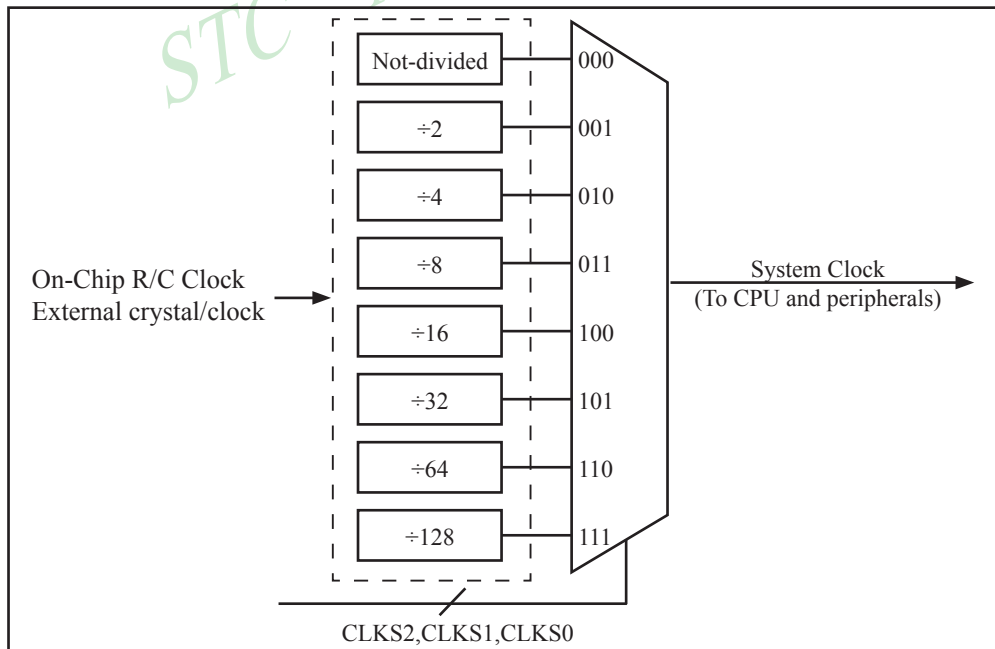 STC
Not-divided
000
÷2
001
÷4
010
÷8
011
÷16
100
÷32
101
÷64
110
÷128
111
On-Chip R/C Clock
External crystal/clock
System Clock
(To CPU and peripherals)
CLKS2,CLKS1,CLKS0